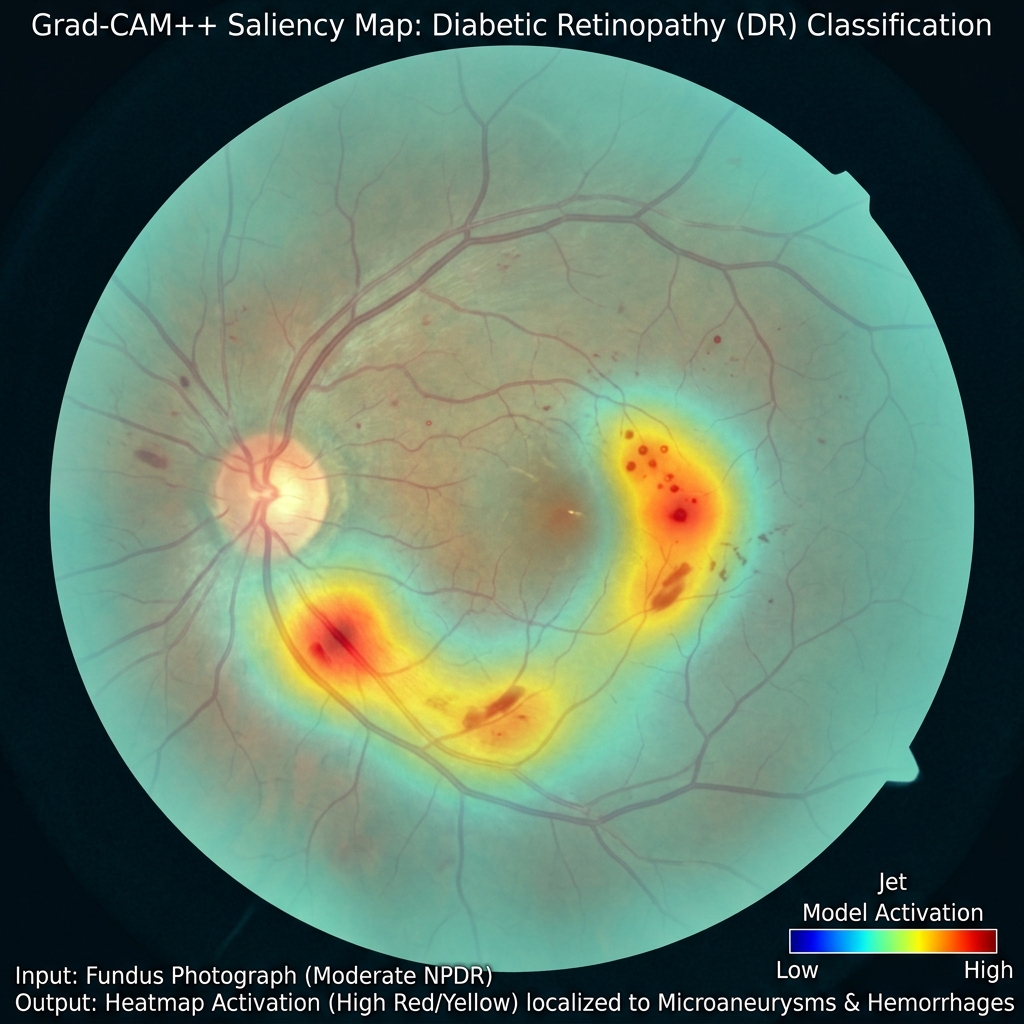 Grad-CAM++ Saliency Map: Diabetic Retinopathy (DR) Classification
Jet
Model Activation
Low High
Input: Fundus Photograph (Moderate NPDR)
Output: Heatmap Activation (High Red/Yellow) localized to Microaneurysms & Hemorrhages